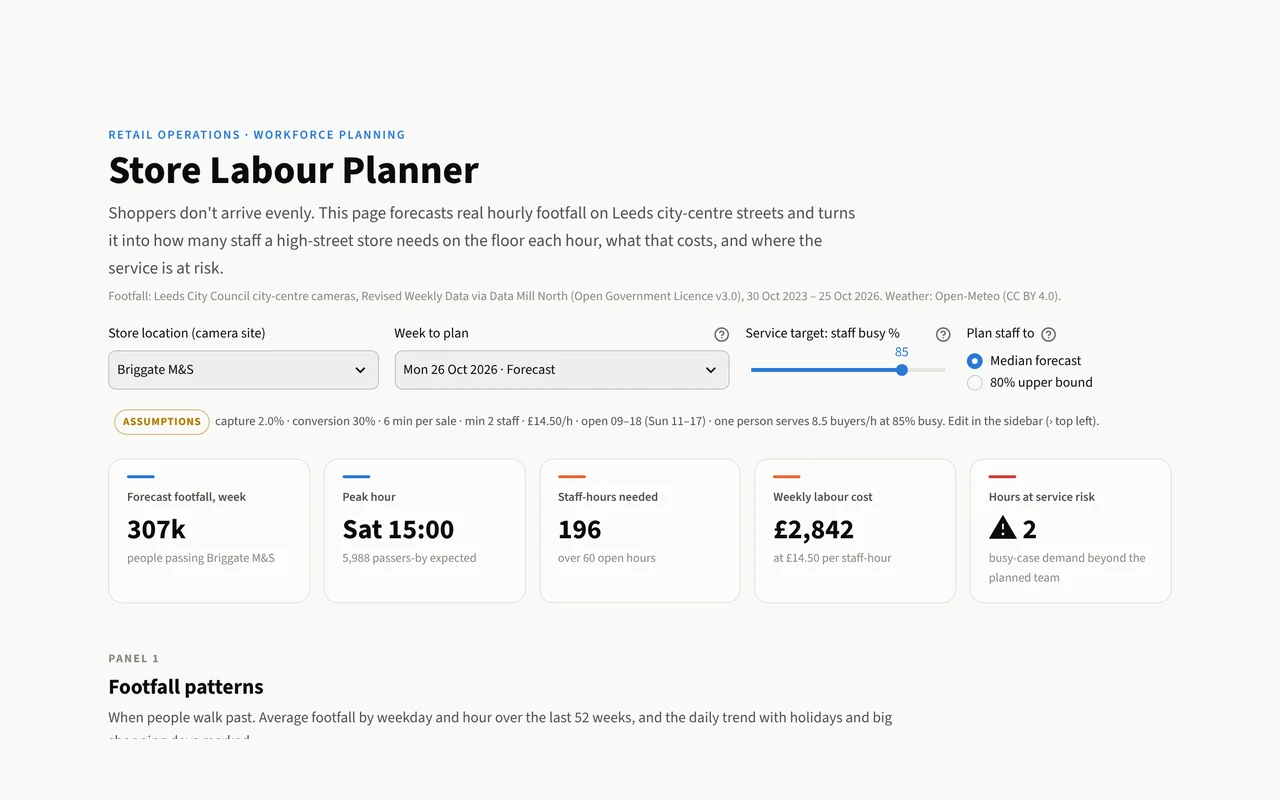 RETAIL OPERATIONS · WORKFORCE PLANNING
Store Labour Planner
Shoppers don't arrive evenly. This page forecasts real hourly footfall on Leeds city-centre streets and turns
it into how many staff a high-street store needs on the floor each hour, what that costs, and where the
service is at risk.
Footfall: Leeds City Council city-centre cameras, Revised Weekly Data via Data Mill North (Open Government Licence v3.0), 30 Oct 2023 – 25 Oct 2026. Weather: Open-Meteo (CC BY 4.0).
Store location (camera site)
Briggate M&S
Week to plan
Mon 26 Oct 2026 · Forecast
Service target: staff busy %
85
Plan staff to
Median forecast
80% upper bound
ASSUMPTIONS capture 2.0% · conversion 30% · 6 min per sale · min 2 staff · £14.50/h · open 09–18 (Sun 11–17) · one person serves 8.5 buyers/h at 85% busy. Edit in the sidebar (› top left).
Forecast footfall, week
307k
people passing Briggate M&S
Peak hour
Sat 15:00
5,988 passers-by expected
Staff-hours needed
196
over 60 open hours
Weekly labour cost
£2,842
at £14.50 per staff-hour
Hours at service risk
2
busy-case demand beyond the
planned team
PANEL 1
Footfall patterns
When people walk past. Average footfall by weekday and hour over the last 52 weeks, and the daily trend with holidays and big
shopping days marked.